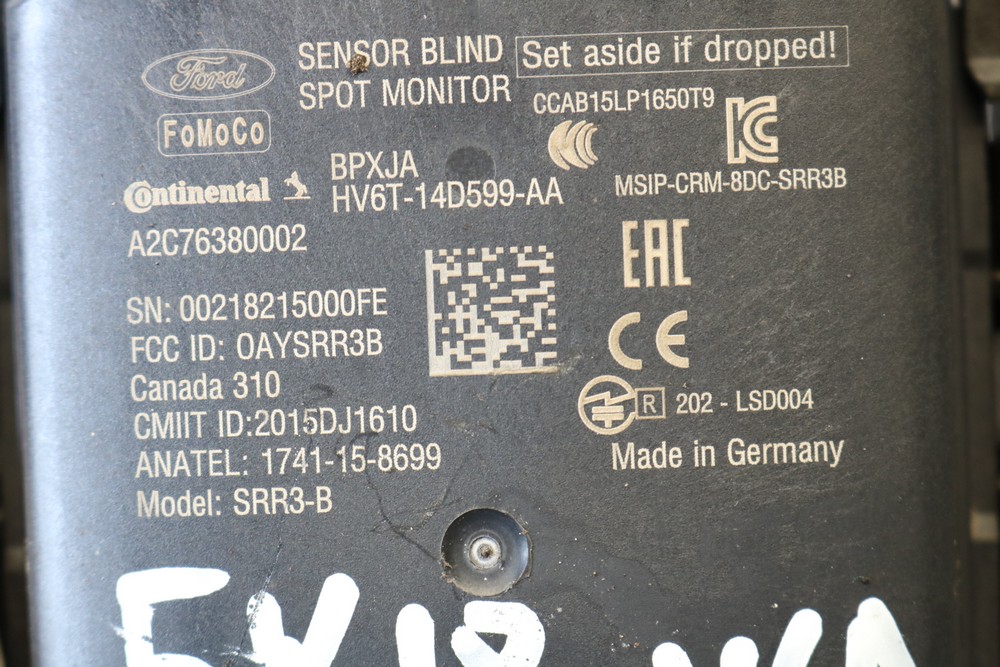 Ford
SENSOR BLIND
SPOT MONITOR
Set aside if dropped!
FoMoCo
CCAB15LP1650T9
Continental
BPXJA
HV6T-14D599-AA
MSIP-CRM-8DC-SRR3B
A2C76380002
EAC
SN: 00218215000FE
FCC ID: OAYSRR3B
CE
Canada 310
R 202 - LSD004
CMIIT ID:2015DJ1610
Made in Germany
ANATEL: 1741-15-8699
Model: SRR3-B